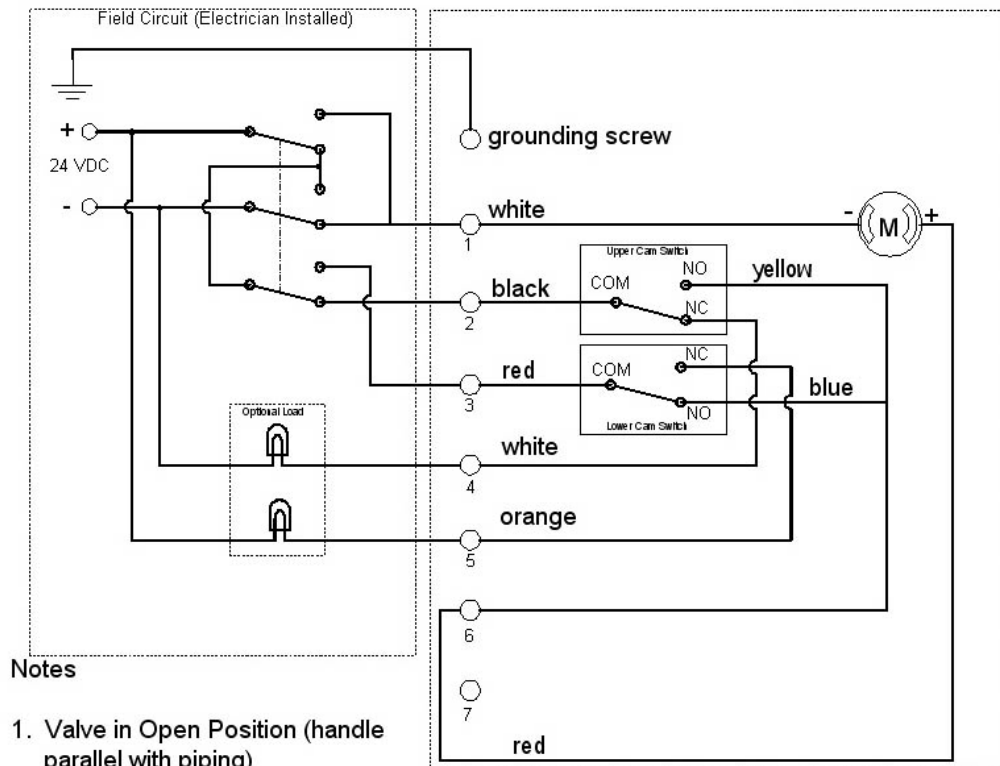 Field Circuit (Electrician Installed)
+
24 VDC
-
grounding screw
white
1
- M +
Upper Cam Switch
NO
yellow
COM
black
NC
2
NC
COM
red
blue
3
NO
Lower Cam Switch
Optional Load
white
4
orange
5
6
Notes
7
1. Valve in Open Position (handle
red
parallel with piping)